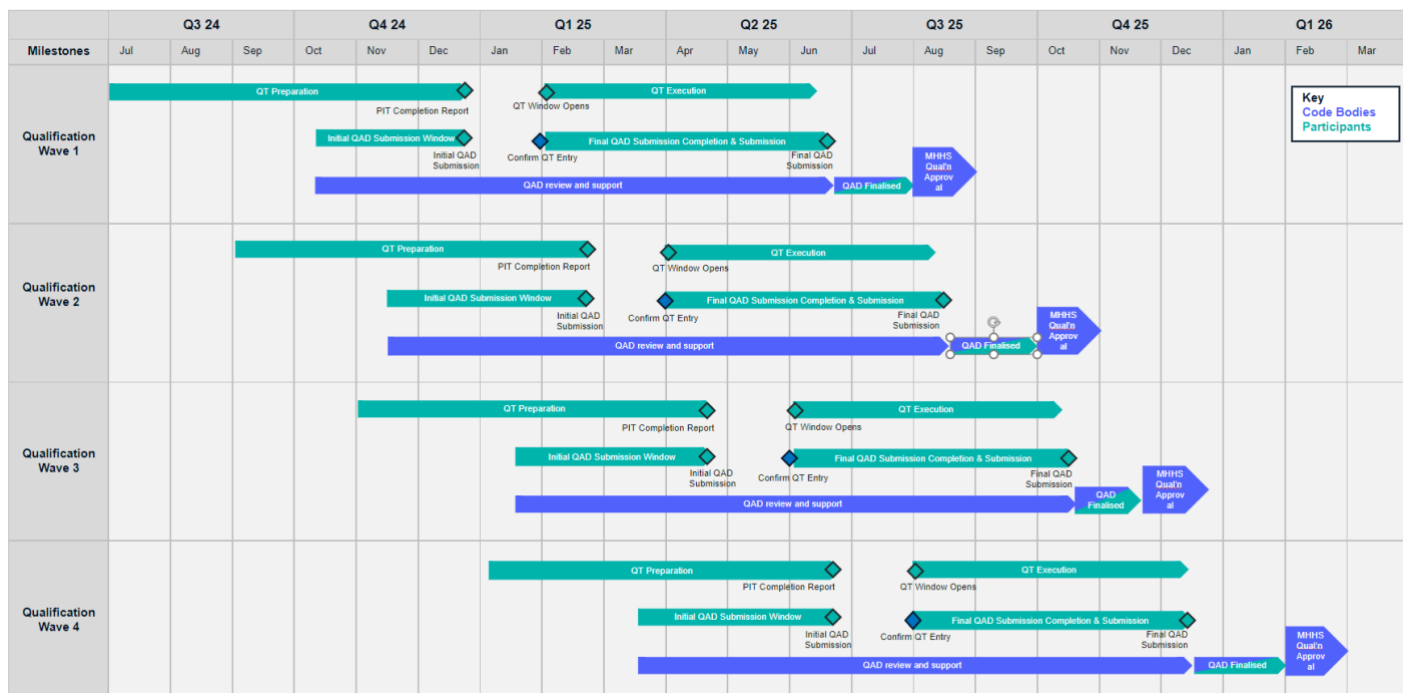 Q3 24 Q4 24 Q1 25 Q2 25 Q3 25 Q4 25 Q1 26
Milestones Jul Aug Sep Oct Nov Dec Jan Feb Mar Apr May Jun Jul Aug Sep Oct Nov Dec Jan Feb Mar
Key
Code Bodies
Participants
Qualification
Wave 1
QT Preparation
PIT Completion Report
QT Window Opens
QT Execution
Initial QAD Submission Window
Initial QAD
Submission
Confirm QT Entry
Final QAD Submission Completion & Submission
Final QAD
Submission
QAD review and support
QAD Finalised
MHHS
Qual'n
Approv
al
Qualification
Wave 2
QT Preparation
PIT Completion Report
QT Window Opens
QT Execution
Initial QAD Submission Window
Initial QAD
Submission
Confirm QT Entry
Final QAD Submission Completion & Submission
Final QAD
Submission
QAD review and support
QAD Finalised
MHHS
Qual'n
Approv
al
Qualification
Wave 3
QT Preparation
PIT Completion Report
QT Window Opens
QT Execution
Initial QAD Submission Window
Initial QAD
Submission
Confirm QT Entry
Final QAD Submission Completion & Submission
Final QAD
Submission
QAD review and support
QAD
Finalised
MHHS
Qual'n
Approv
al
Qualification
Wave 4
QT Preparation
PIT Completion Report
QT Window Opens
QT Execution
Initial QAD Submission Window
Initial QAD
Submission
Confirm QT Entry
Final QAD Submission Completion & Submission
Final QAD
Submission
QAD review and support
QAD Finalised
MHHS
Qual'n
Approv
al